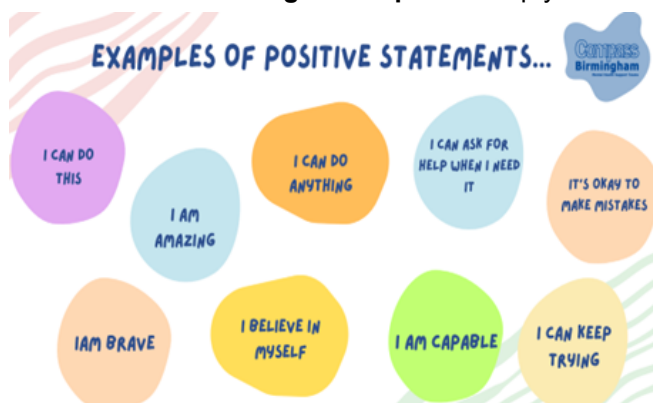 EXAMPLES OF POSITIVE STATEMENTS...
Compass
Birmingham
I CAN DO
THIS
I AM
AMAZING
I CAN DO
ANYTHING
I CAN ASK FOR
HELP WHEN I NEED
IT
IT'S OKAY TO
MAKE MISTAKES
IAM BRAVE
I BELIEVE IN
MYSELF
I AM CAPABLE
I CAN KEEP
TRYING